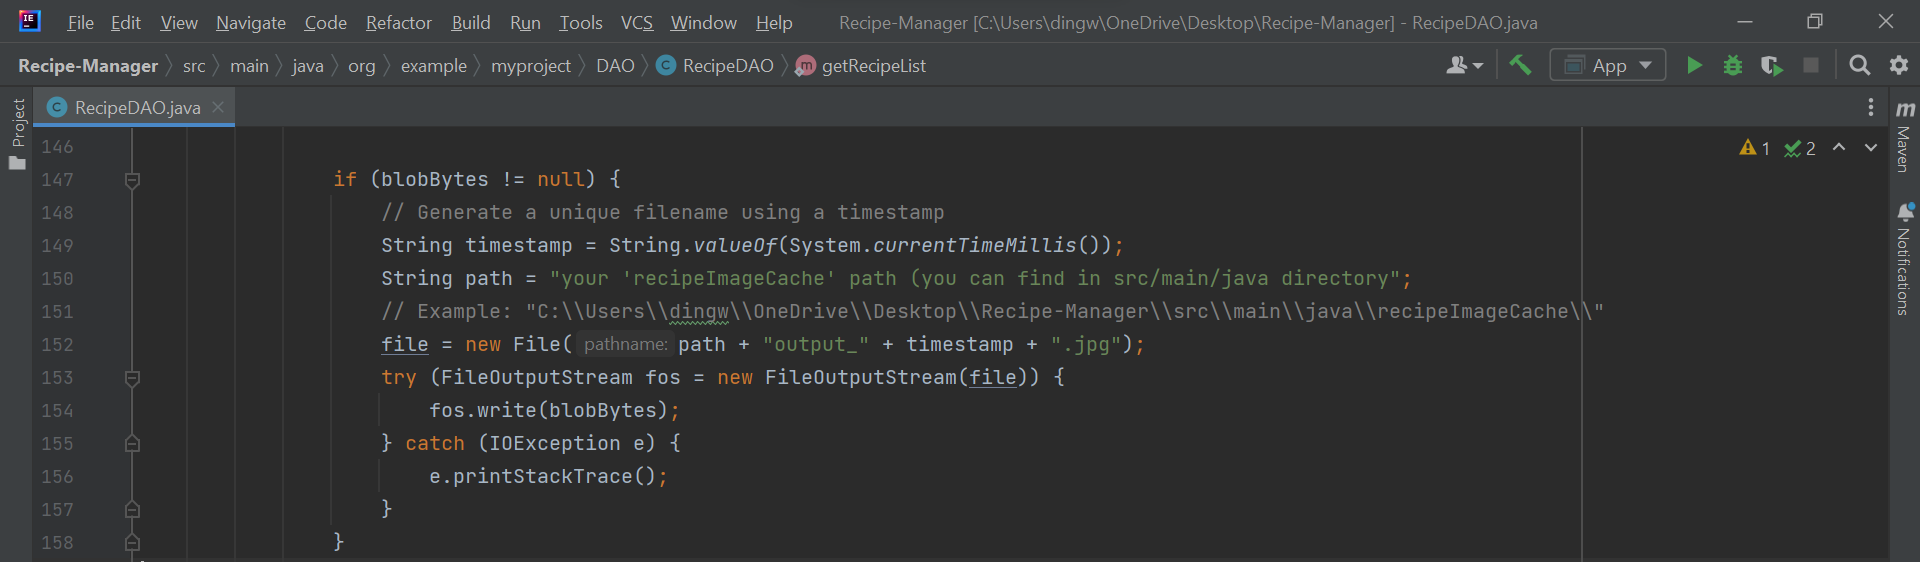 File Edit View Navigate Code Refactor Build Run Tools VCS Window Help Recipe-Manager [C:\Users\dingw\OneDrive\Desktop\Recipe-Manager] - RecipeDAO.java
Recipe-Manager src main java org example myproject DAO C RecipeDAO m getRecipeList App
Project
C RecipeDAO.java
m Maven
Notifications
1 2
146
147 if (blobBytes != null) {
148 // Generate a unique filename using a timestamp
149 String timestamp = String.valueOf(System.currentTimeMillis());
150 String path = "your 'recipeImageCache' path (you can find in src/main/java directory";
151 // Example: "C:\\Users\\dingw\\OneDrive\\Desktop\\Recipe-Manager\\src\\main\\java\\recipeImageCache\\"
152 file = new File( pathname: path + "output_" + timestamp + ".jpg");
153 try (FileOutputStream fos = new FileOutputStream(file)) {
154 fos.write(blobBytes);
155 } catch (IOException e) {
156 e.printStackTrace();
157 }
158 }